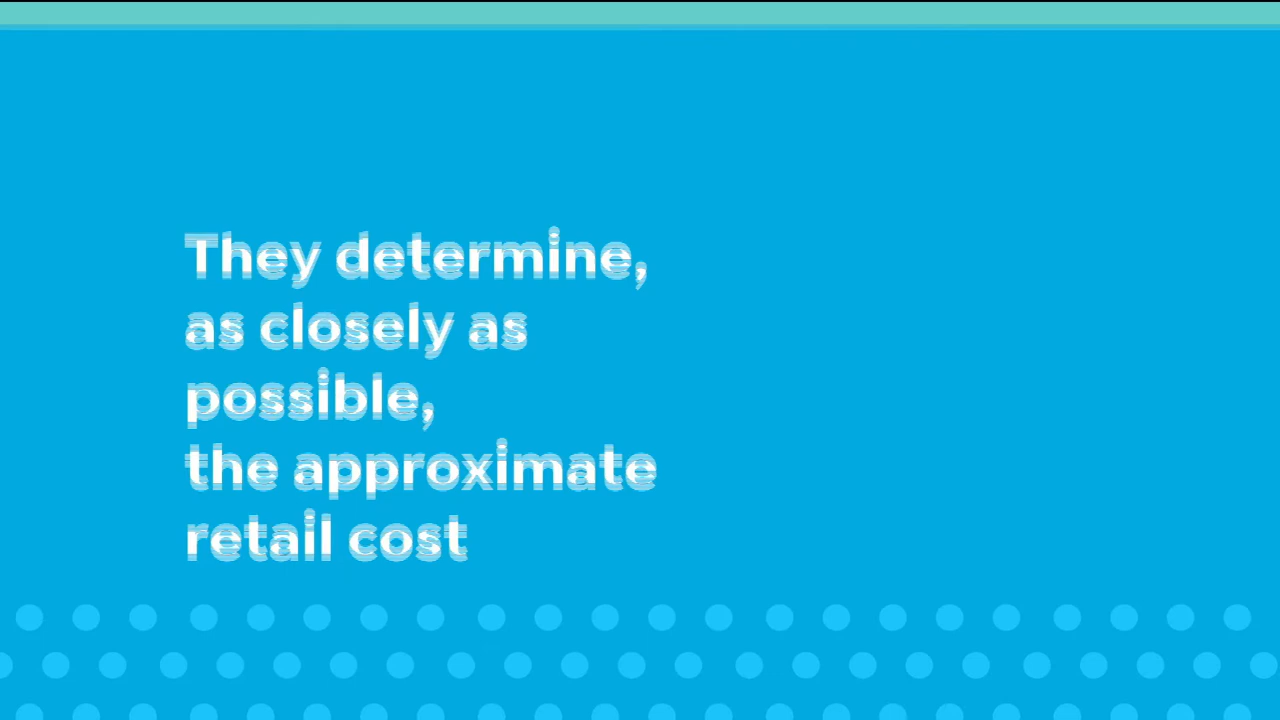 They determine,
as closely as
possible,
the approximate
retail cost